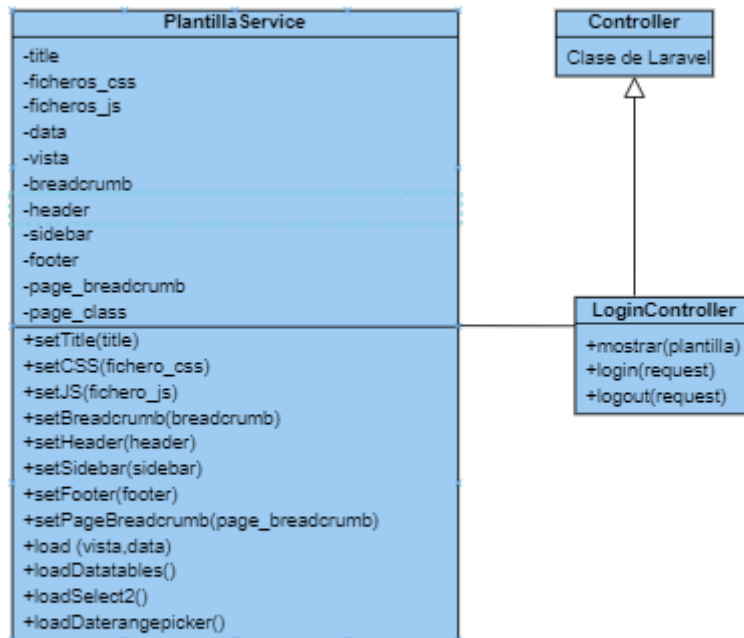 PlantillaService
-title
-ficheros_css
-ficheros_js
-data
-vista
-breadcrumb
-header
-sidebar
-footer
-page_breadcrumb
-page_class
+setTitle(title)
+setCSS(fichero_css)
+setJS(fichero_js)
+setBreadcrumb(breadcrumb)
+setHeader(header)
+setSidebar(sidebar)
+setFooter(footer)
+setPageBreadcrumb(page_breadcrumb)
+load (vista,data)
+loadDatatables()
+loadSelect2()
+loadDaterangepicker()
Controller
Clase de Laravel
LoginController
+mostrar(plantilla)
+login(request)
+logout(request)